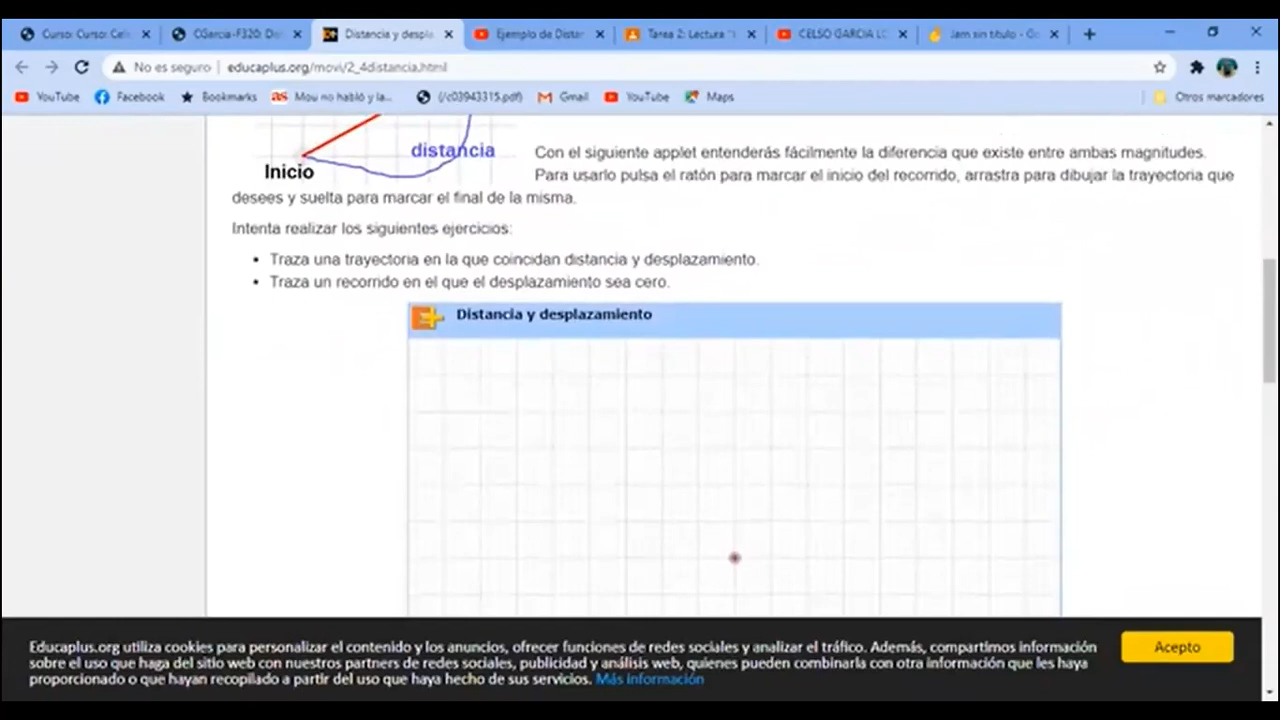 Curso: Curso: Cels
CGarcia-F320: Dis
Distancia y despla
Ejemplo de Distan
Tarea 2: Lectura "
CELSO GARCIA LO
Jam sin título - Go
No es seguro | educaplus.org/movi/2_4distancia.html
YouTube
Facebook
Bookmarks
as Mou no habló y la...
(/c03943315.pdf)
Gmail
YouTube
Maps
Otros marcadores
distancia
Inicio
Con el siguiente applet entenderás fácilmente la diferencia que existe entre ambas magnitudes.
Para usarlo pulsa el ratón para marcar el inicio del recorrido, arrastra para dibujar la trayectoria que
desees y suelta para marcar el final de la misma.
Intenta realizar los siguientes ejercicios:
• Traza una trayectoria en la que coincidan distancia y desplazamiento.
• Traza un recorrido en el que el desplazamiento sea cero.
Distancia y desplazamiento
Educaplus.org utiliza cookies para personalizar el contenido y los anuncios, ofrecer funciones de redes sociales y analizar el tráfico. Además, compartimos información
sobre el uso que haga del sitio web con nuestros partners de redes sociales, publicidad y análisis web, quienes pueden combinarla con otra información que les haya
proporcionado o que hayan recopilado a partir del uso que haya hecho de sus servicios. Más información
Acepto